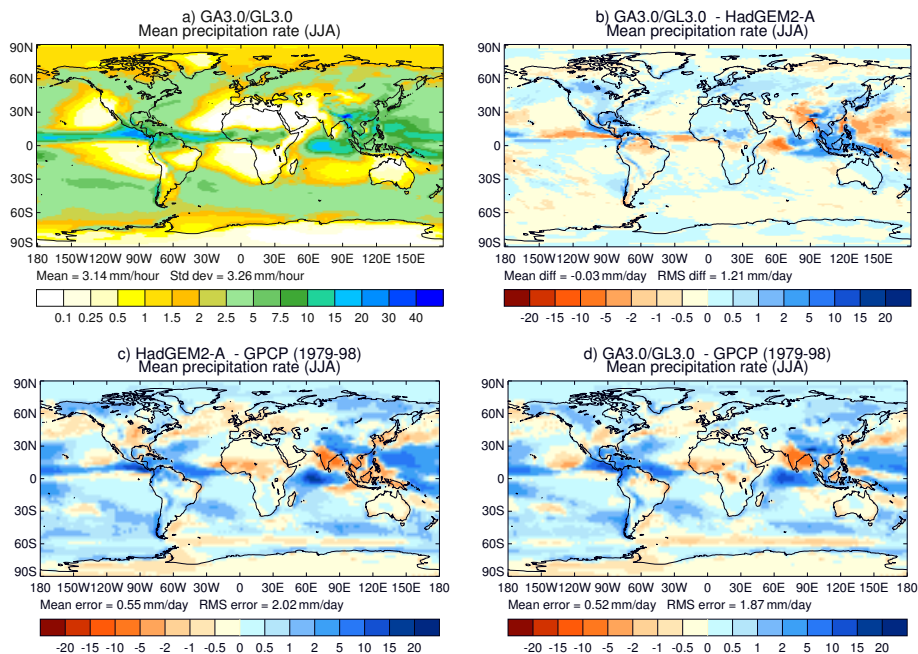 a) GA3.0/GL3.0
Mean precipitation rate (JJA)
90N
60N
30N
0
30S
60S
90S
180 150W 120W 90W 60W 30W 0 30E 60E 90E 120E 150E
Mean = 3.14 mm/hour Std dev = 3.26 mm/hour
0.1 0.25 0.5 1 1.5 2 2.5 5 7.5 10 15 20 30 40
b) GA3.0/GL3.0 - HadGEM2-A
Mean precipitation rate (JJA)
90N
60N
30N
0
30S
60S
90S
180 150W 120W 90W 60W 30W 0 30E 60E 90E 120E 150E
Mean diff = -0.03 mm/day RMS diff = 1.21 mm/day
-20 -15 -10 -5 -2 -1 -0.5 0 0.5 1 2 5 10 15 20
c) HadGEM2-A - GPCP (1979-98)
Mean precipitation rate (JJA)
90N
60N
30N
0
30S
60S
90S
180 150W 120W 90W 60W 30W 0 30E 60E 90E 120E 150E 180
Mean error = 0.55 mm/day RMS error = 2.02 mm/day
-20 -15 -10 -5 -2 -1 -0.5 0 0.5 1 2 5 10 15 20
d) GA3.0/GL3.0 - GPCP (1979-98)
Mean precipitation rate (JJA)
90N
60N
30N
0
30S
60S
90S
180 150W 120W 90W 60W 30W 0 30E 60E 90E 120E 150E 180
Mean error = 0.52 mm/day RMS error = 1.87 mm/day
-20 -15 -10 -5 -2 -1 -0.5 0 0.5 1 2 5 10 15 20